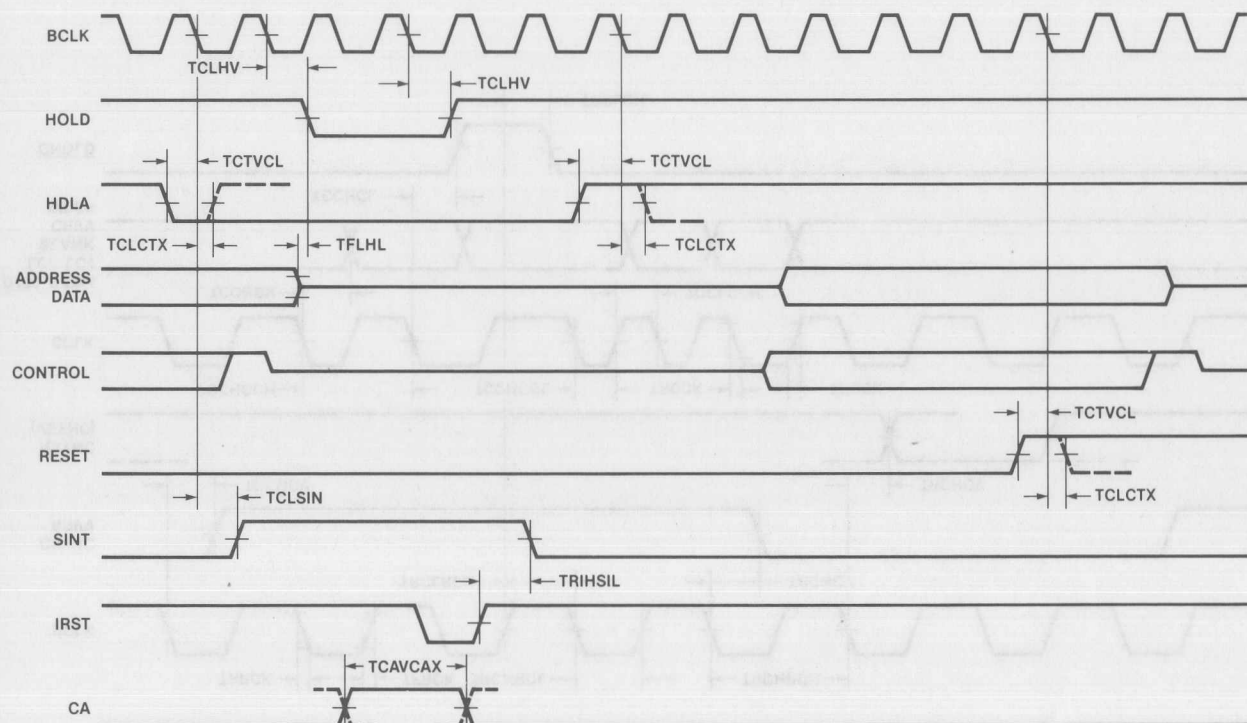 BCLK
TCLHV
TCLHV
HOLD
TCTVCL
TCTVCL
HDLA
TCLCTX
TFLHL
TCLCTX
ADDRESS
DATA
CONTROL
TCTVCL
RESET
TCLSIN
TCLCTX
SINT
TRIHSIL
IRST
TCAVCAX
CA